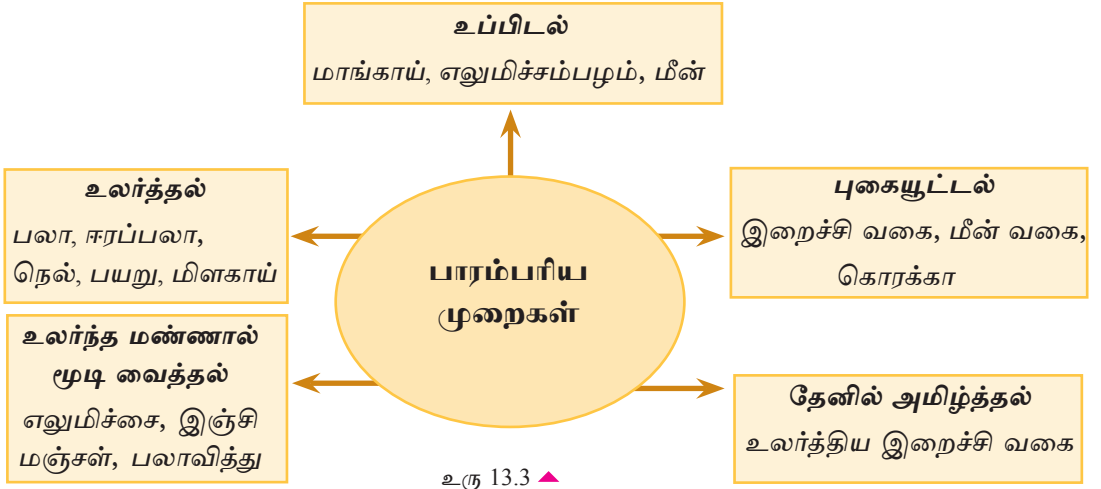 உப்பிடல்
மாங்காய், எலுமிச்சம்பழம், மீன்
உலர்த்தல்
பலா, ஈரப்பலா,
நெல், பயறு, மிளகாய்
புகையூட்டல்
இறைச்சி வகை, மீன் வகை,
கொரக்கா
பாரம்பரிய
முறைகள்
உலர்ந்த மண்ணால்
மூடி வைத்தல்
எலுமிச்சை, இஞ்சி
மஞ்சள், பலாவித்து
தேனில் அமிழ்த்தல்
உலர்த்திய இறைச்சி வகை
உரு 13.3